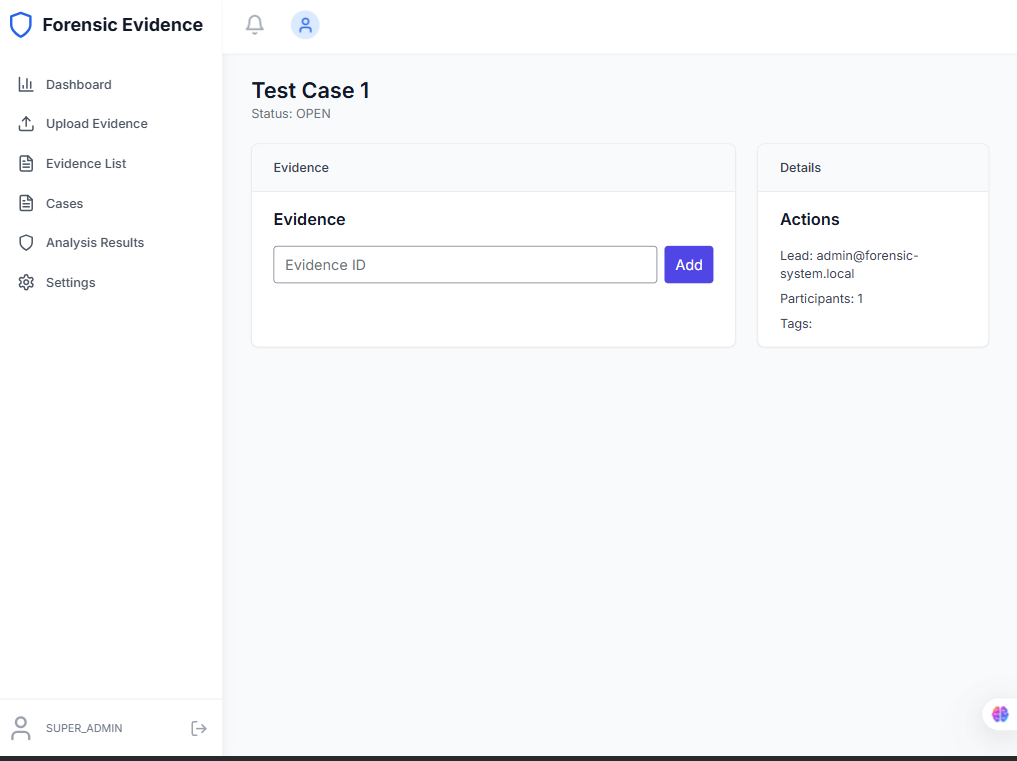 Forensic Evidence
Dashboard
Upload Evidence
Evidence List
Cases
Analysis Results
Settings
SUPER_ADMIN
Test Case 1
Status: OPEN
Evidence
Evidence
Evidence ID
Add
Details
Actions
Lead: admin@forensic-
system.local
Participants: 1
Tags: